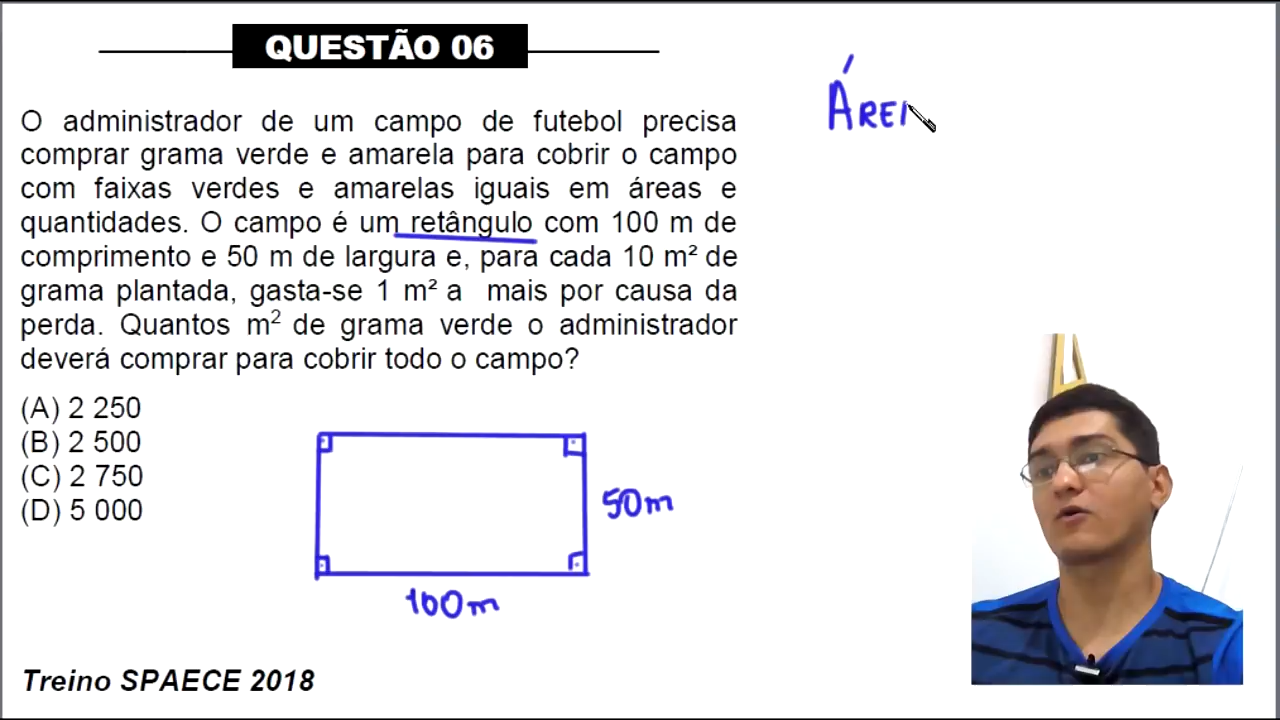 QUESTÃO 06
O administrador de um campo de futebol precisa
comprar grama verde e amarela para cobrir o campo
com faixas verdes e amarelas iguais em áreas e
quantidades. O campo é um retângulo com 100 m de
comprimento e 50 m de largura e, para cada 10 m² de
grama plantada, gasta-se 1 m² a mais por causa da
perda. Quantos m² de grama verde o administrador
deverá comprar para cobrir todo o campo?
(A) 2 250
(B) 2 500
(C) 2 750
(D) 5 000
50m
100m
Treino SPAECE 2018
ÁREI